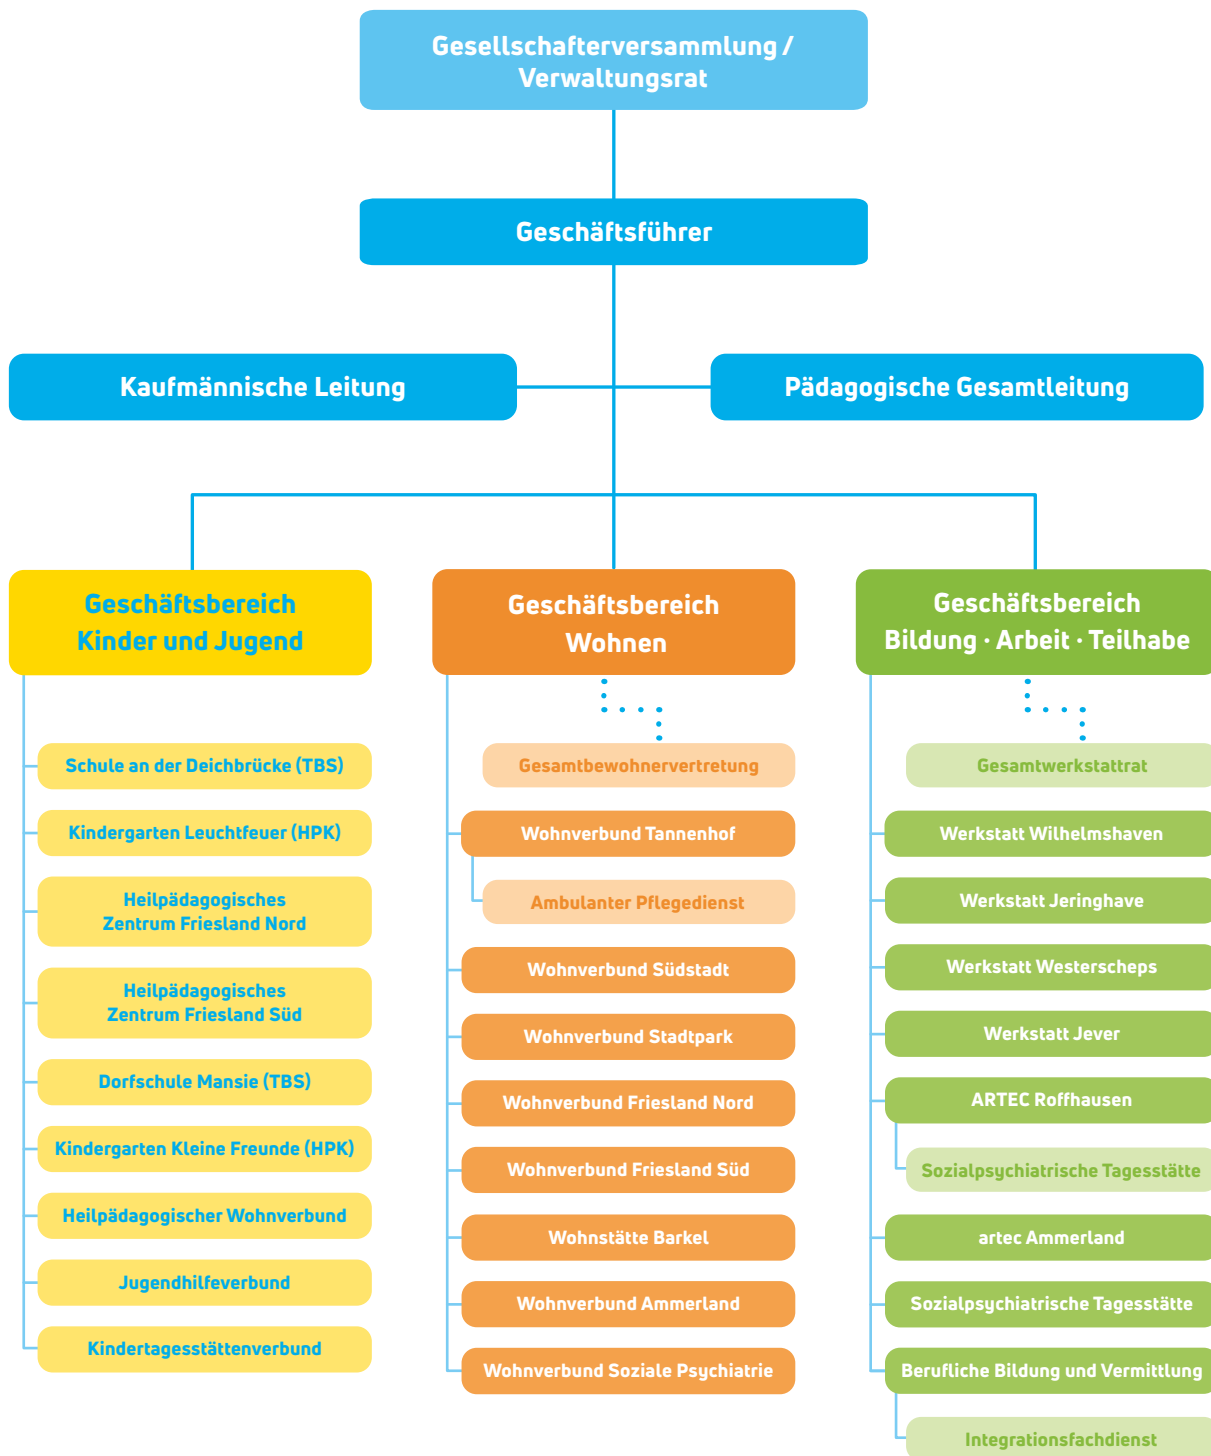 Gesellschafterversammlung /
Verwaltungsrat
Geschäftsführer
Kaufmännische Leitung
Pädagogische Gesamtleitung
Geschäftsbereich
Kinder und Jugend
Schule an der Deichbrücke (TBS)
Kindergarten Leuchtfeuer (HPK)
Heilpädagogisches
Zentrum Friesland Nord
Heilpädagogisches
Zentrum Friesland Süd
Dorfschule Mansie (TBS)
Kindergarten Kleine Freunde (HPK)
Heilpädagogischer Wohnverbund
Jugendhilfeverbund
Kindertagesstättenverbund
Geschäftsbereich
Wohnen
Gesamtbewohnervertretung
Wohnverbund Tannenhof
Ambulanter Pflegedienst
Wohnverbund Südstadt
Wohnverbund Stadtpark
Wohnverbund Friesland Nord
Wohnverbund Friesland Süd
Wohnstätte Barkel
Wohnverbund Ammerland
Wohnverbund Soziale Psychiatrie
Geschäftsbereich
Bildung · Arbeit · Teilhabe
Gesamtwerkstattrat
Werkstatt Wilhelmshaven
Werkstatt Jeringhave
Werkstatt Westerscheps
Werkstatt Jever
ARTEC Roffhausen
Sozialpsychiatrische Tagesstätte
artec Ammerland
Sozialpsychiatrische Tagesstätte
Berufliche Bildung und Vermittlung
Integrationsfachdienst